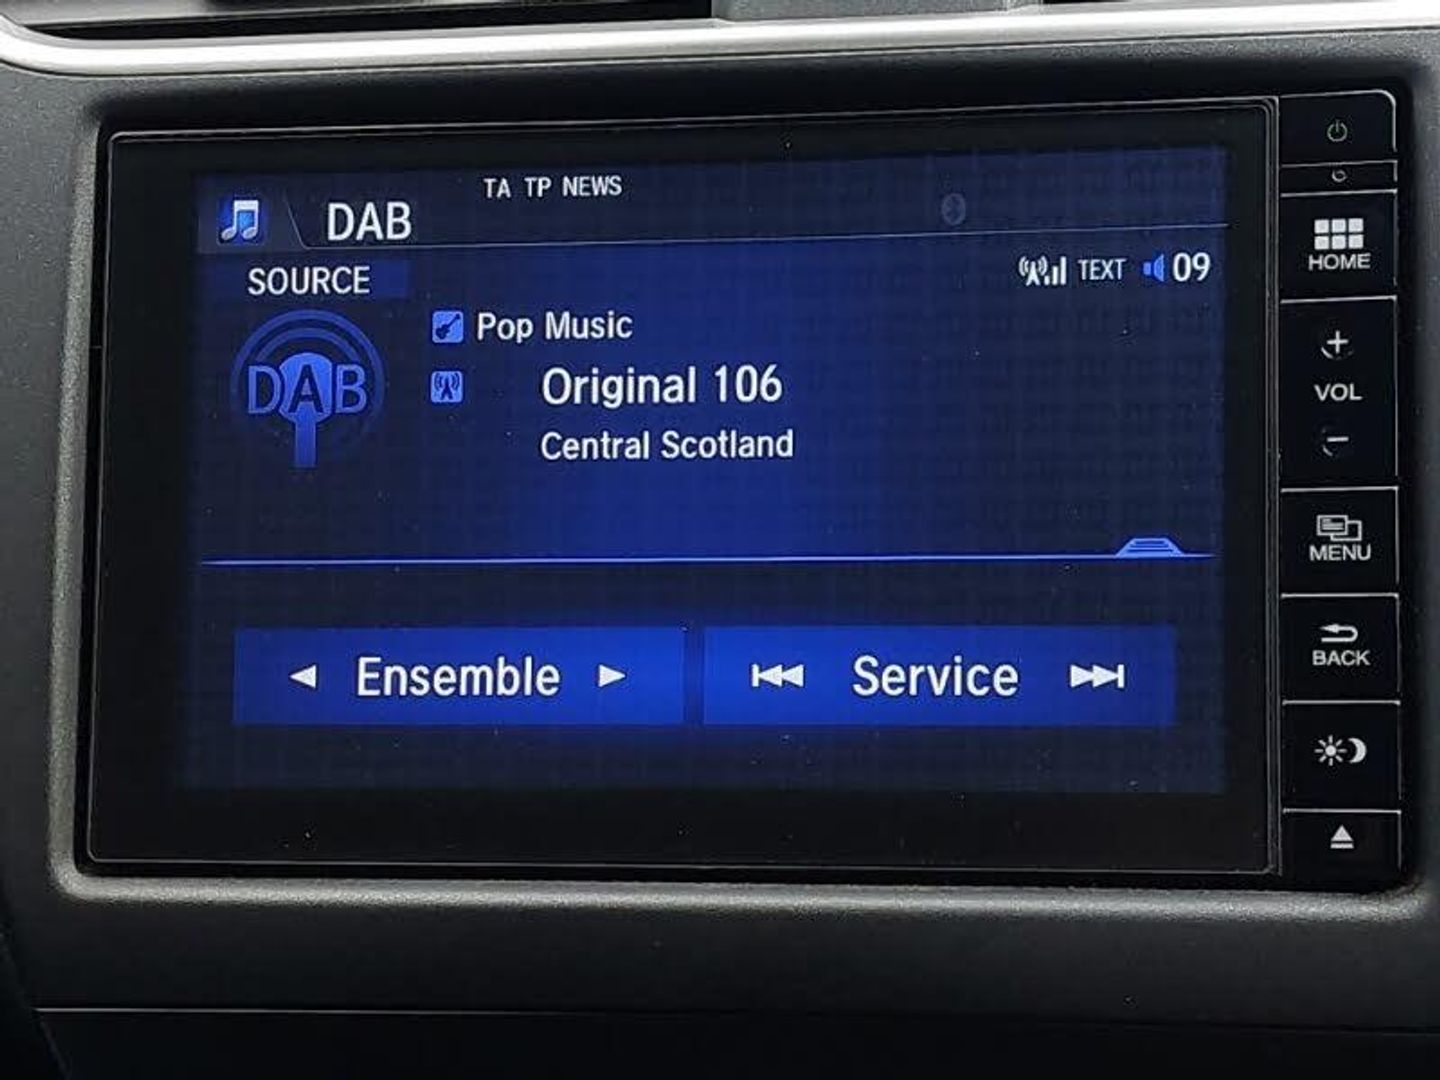 TA TP NEWS
DAB
SOURCE
TEXT 09
Pop Music
DAB
Original 106
Central Scotland
Ensemble
Service
HOME
+
VOL
−
MENU
BACK